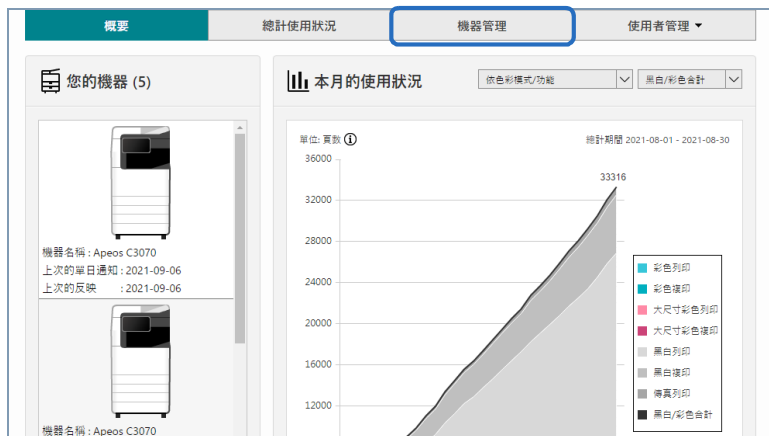 概要 總計使用狀況 機器管理 使用者管理 ▼
您的機器 (5)
本月的使用狀況 依色彩模式/功能 黑白/彩色合計
機器名稱 : Apeos C3070
上次的單日通知 : 2021-09-06
上次的反映 : 2021-09-06
機器名稱 : Apeos C3070
單位: 頁數 總計期間 2021-08-01 - 2021-08-30
36000
33316
32000
28000
24000
20000
16000
12000
彩色列印
彩色複印
大尺寸彩色列印
大尺寸彩色複印
黑白列印
黑白複印
傳真列印
黑白/彩色合計